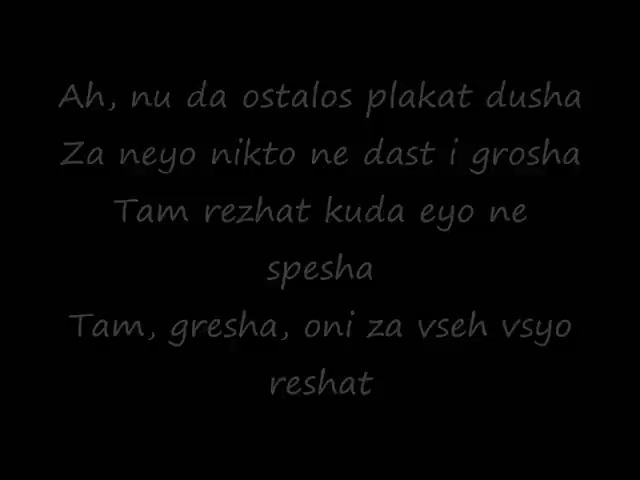 Ah, nu da ostalos plakat dusha
Za neyo nikto ne dast i grosha
Tam rezhat kuda eyo ne
spesha
Tam, gresha, oni za vseh vsyo
reshat